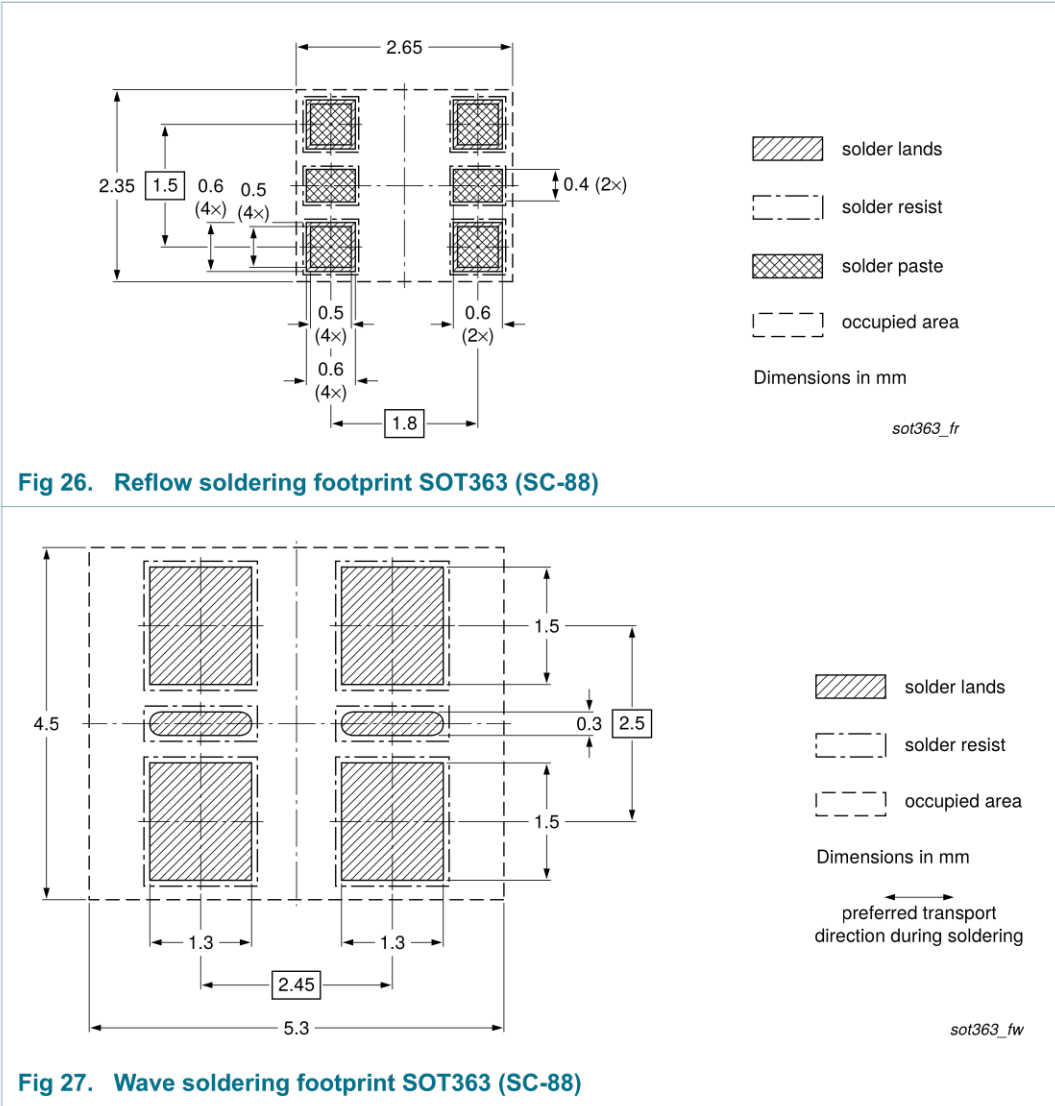 2.65
2.35
1.5
0.6
(4×)
0.5
(4×)
0.4 (2×)
0.5
(4×)
0.6
(2×)
0.6
(4×)
1.8
solder lands
solder resist
solder paste
occupied area
Dimensions in mm
sot363_fr
Fig 26. Reflow soldering footprint SOT363 (SC-88)
1.5
4.5
0.3
2.5
1.5
1.3
1.3
2.45
5.3
solder lands
solder resist
occupied area
Dimensions in mm
preferred transport
direction during soldering
sot363_fw
Fig 27. Wave soldering footprint SOT363 (SC-88)